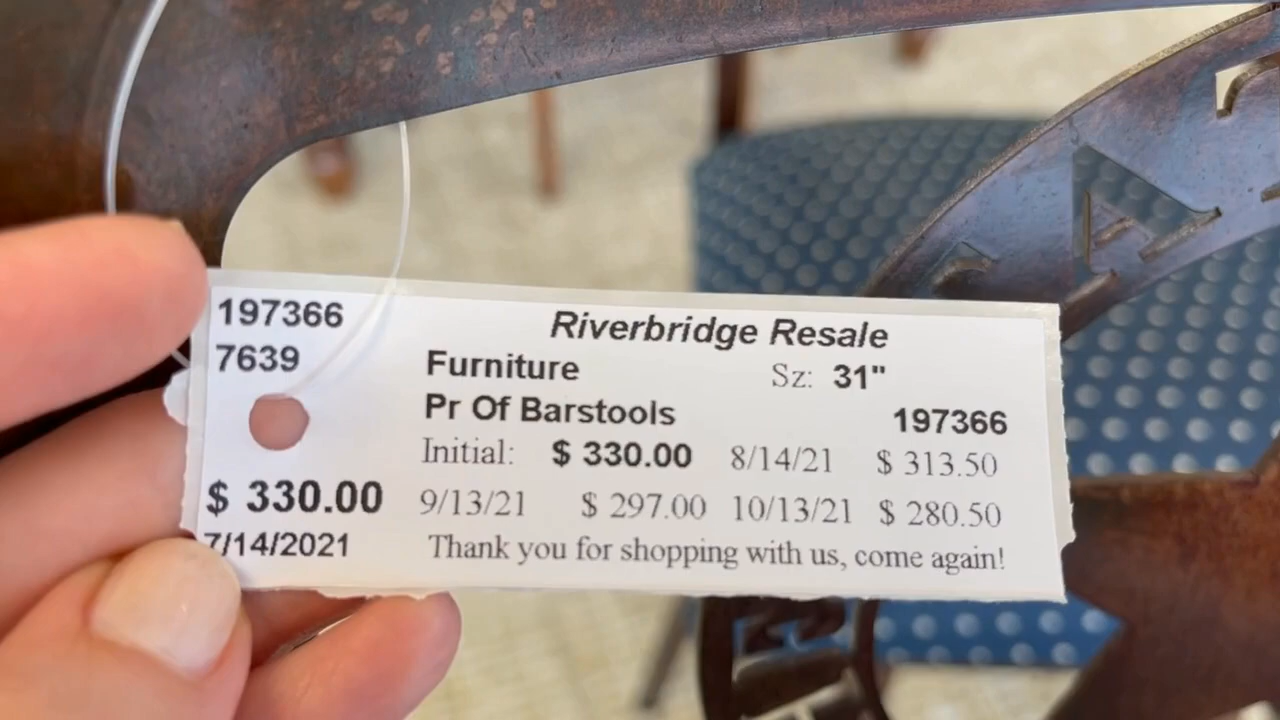 197366
7639
$ 330.00
7/14/2021
Riverbridge Resale
Furniture Sz: 31"
Pr Of Barstools 197366
Initial: $ 330.00 8/14/21 $ 313.50
9/13/21 $ 297.00 10/13/21 $ 280.50
Thank you for shopping with us, come again!